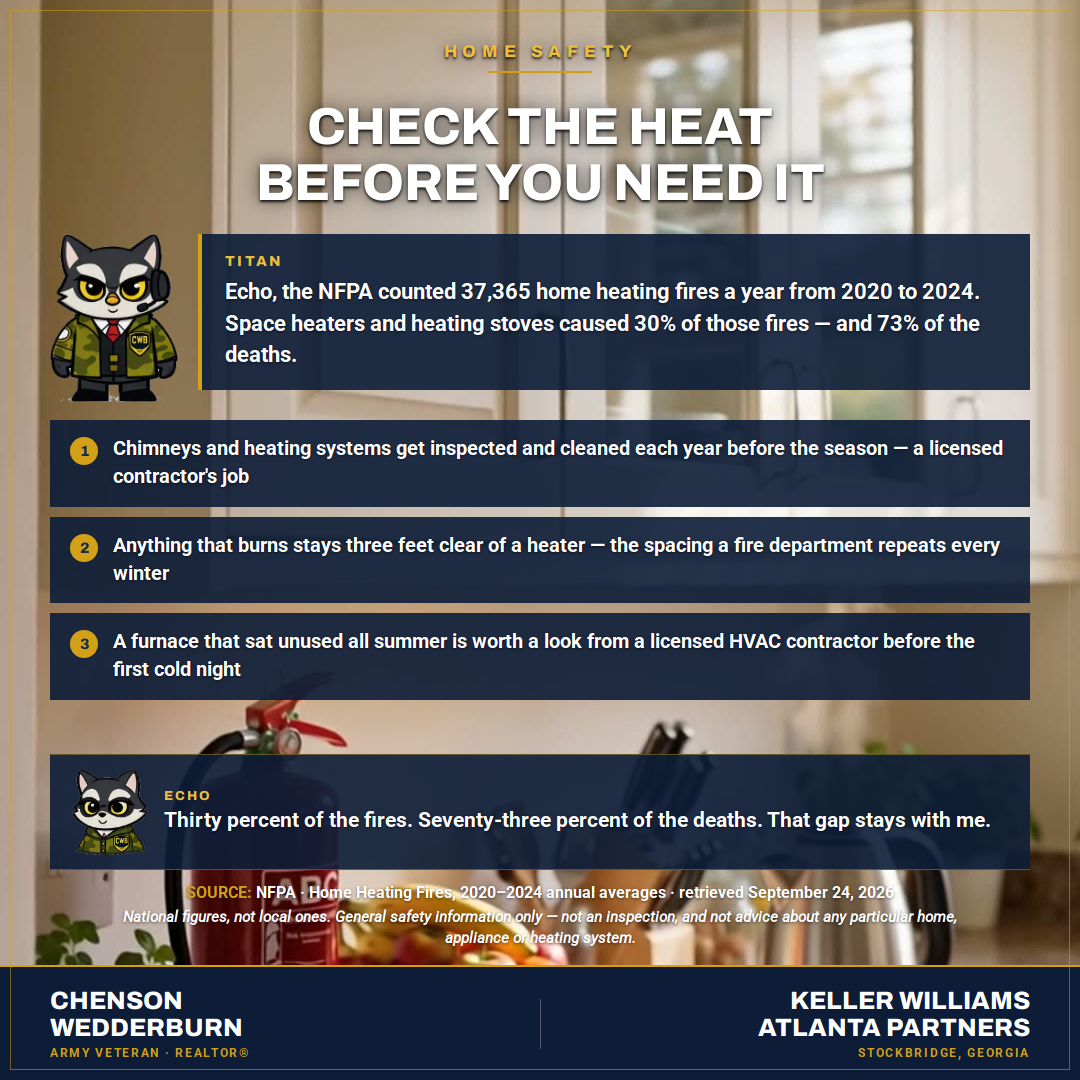 HOME SAFETY
CHECK THE HEAT
BEFORE YOU NEED IT
TITAN
Echo, the NFPA counted 37,365 home heating fires a year from 2020 to 2024.
Space heaters and heating stoves caused 30% of those fires — and 73% of the
deaths.
CWB
1 Chimneys and heating systems get inspected and cleaned each year before the season — a licensed
contractor's job
2 Anything that burns stays three feet clear of a heater — the spacing a fire department repeats every
winter
3 A furnace that sat unused all summer is worth a look from a licensed HVAC contractor before the
first cold night
ECHO
Thirty percent of the fires. Seventy-three percent of the deaths. That gap stays with me.
CWB
ABC
SOURCE: NFPA · Home Heating Fires, 2020–2024 annual averages · retrieved September 24, 2026
National figures, not local ones. General safety information only — not an inspection, and not advice about any particular home,
appliance or heating system.
CHENSON
WEDDERBURN
ARMY VETERAN · REALTOR®
KELLER WILLIAMS
ATLANTA PARTNERS
STOCKBRIDGE, GEORGIA